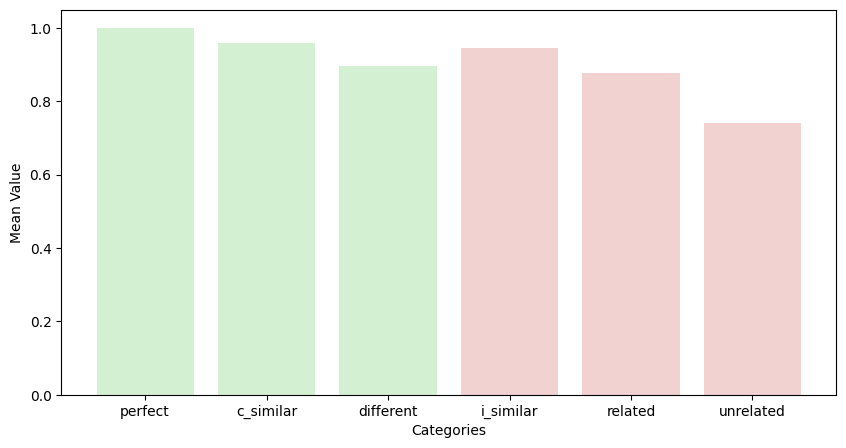 1.0
0.8
0.6
0.4
0.2
0.0
Mean Value
perfect c_similar different i_similar related unrelated
Categories